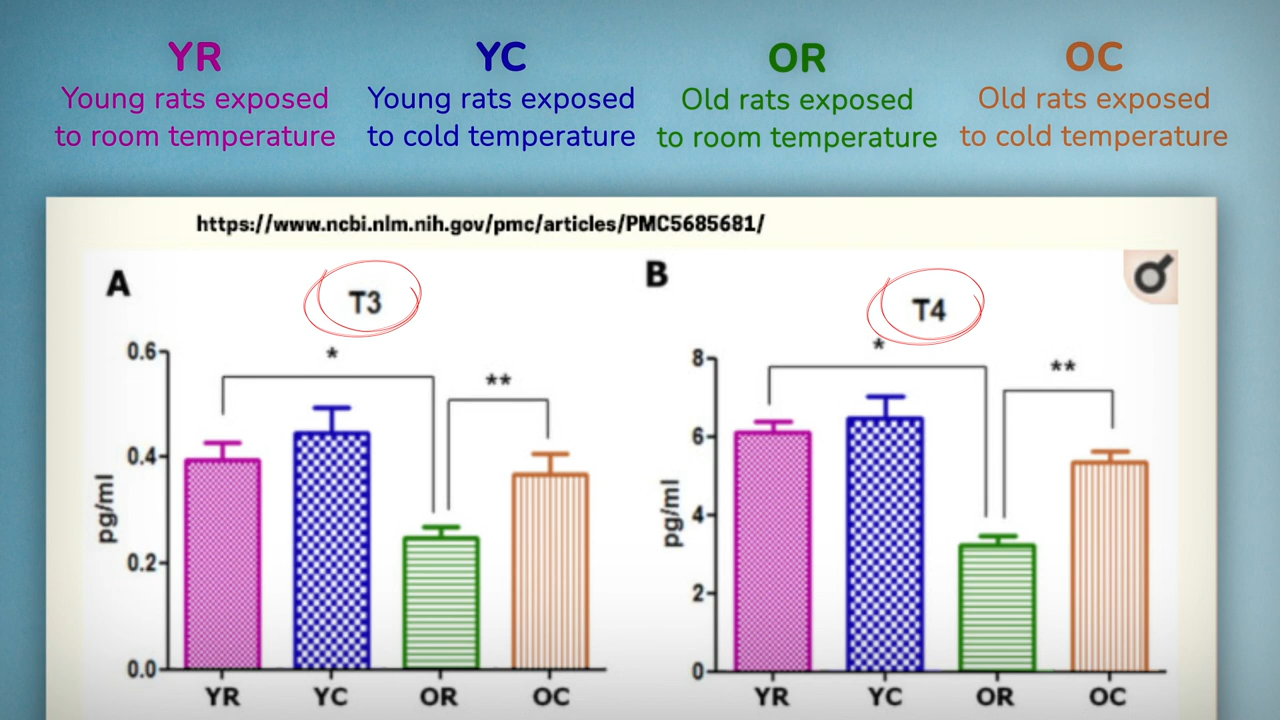 YR
Young rats exposed
to room temperature
YC
Young rats exposed
to cold temperature
OR
Old rats exposed
to room temperature
OC
Old rats exposed
to cold temperature
https://www.ncbi.nlm.nih.gov/pmc/articles/PMC5685681/
A
T3
*
**
0.6
0.4
0.2
0.0
pg/ml
YR YC OR OC
B
T4
*
**
8
6
4
2
0
pg/ml
YR YC OR OC